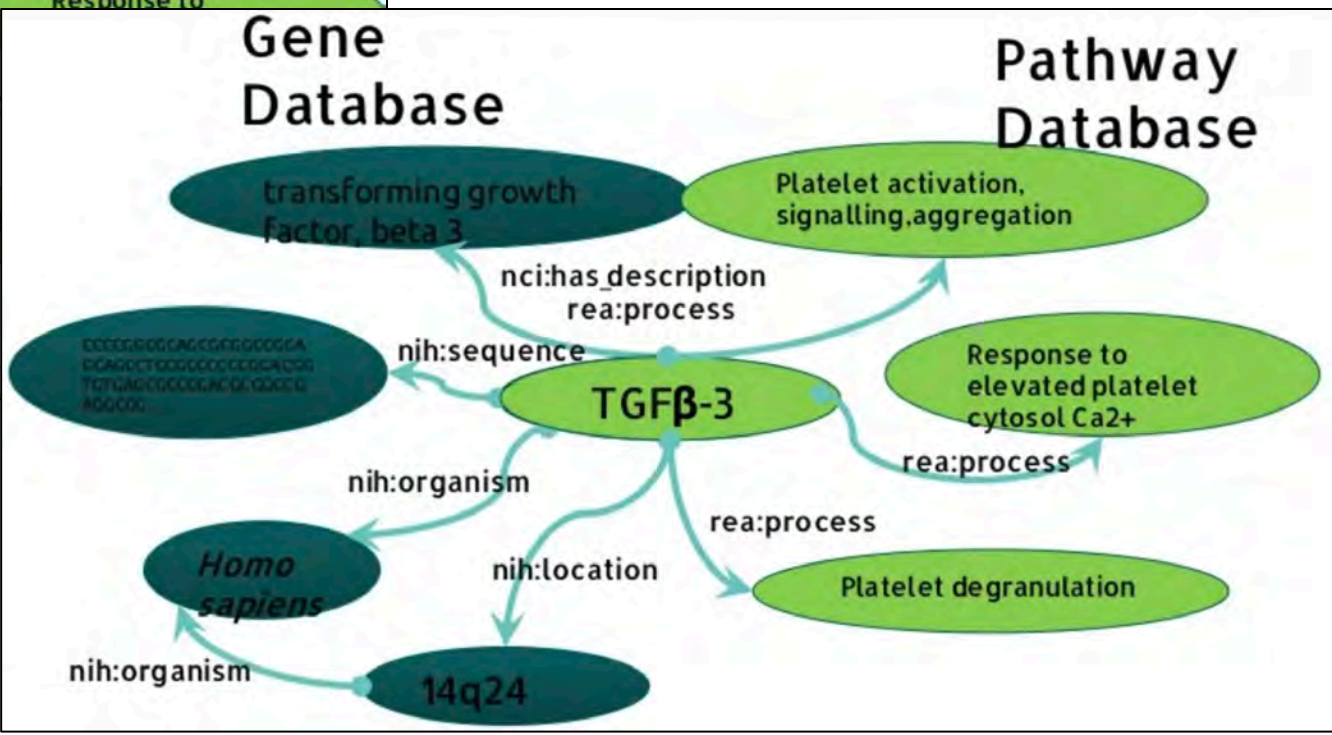 Response to
Gene
Database
Pathway
Database
transforming growth
factor, beta 3
Platelet activation,
signalling,aggregation
nci:has_description
rea:process
nih:sequence
TGFβ-3
Response to
elevated platelet
cytosol Ca2+
rea:process
nih:organism
rea:process
Homo
sapiens
nih:location
Platelet degranulation
nih:organism
14q24